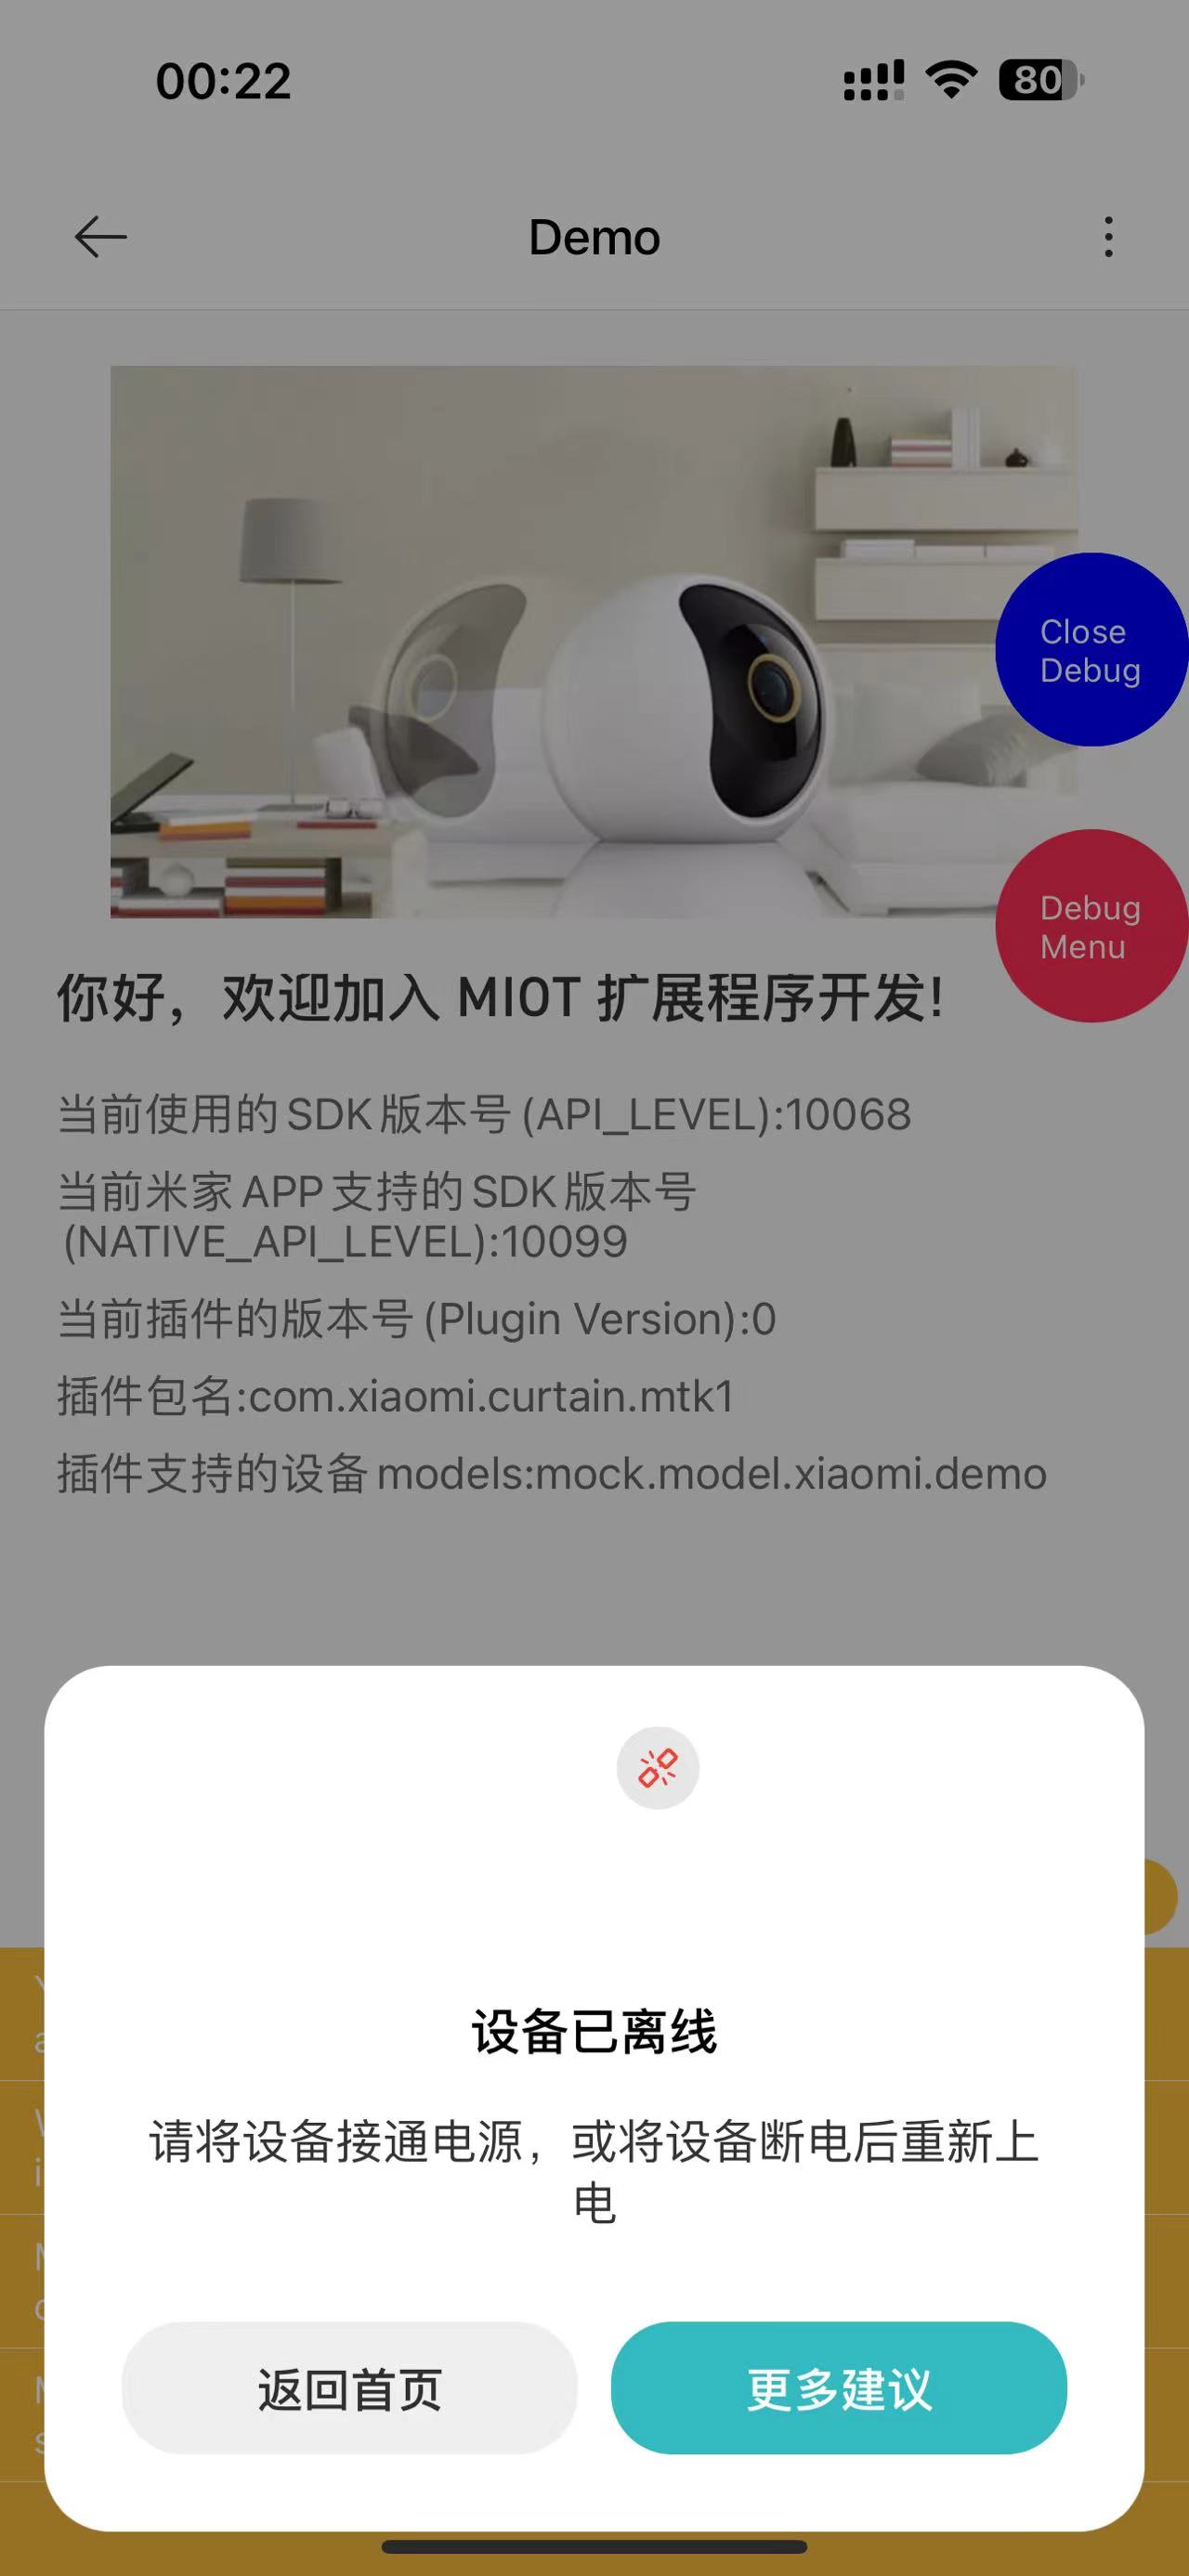 00:22
80
Demo
Close
Debug
Debug
Menu
你好，欢迎加入 MIOT 扩展程序开发!
当前使用的SDK版本号(API_LEVEL):10068
当前米家APP支持的SDK版本号
(NATIVE_API_LEVEL):10099
当前插件的版本号(Plugin Version):0
插件包名:com.xiaomi.curtain.mtk1
插件支持的设备models:mock.model.xiaomi.demo
设备已离线
请将设备接通电源，或将设备断电后重新上
电
返回首页
更多建议